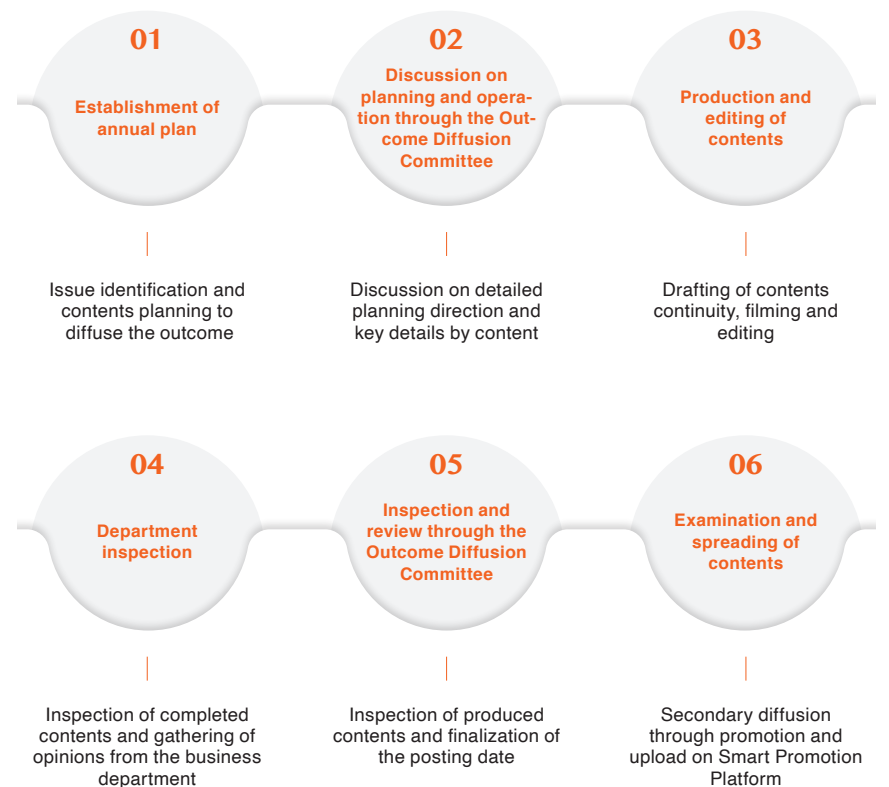 01
Establishment of
annual plan
Issue identification and
contents planning to
diffuse the outcome
02
Discussion on
planning and opera-
tion through the Out-
come Diffusion
Committee
Discussion on detailed
planning direction and
key details by content
03
Production and
editing of
contents
Drafting of contents
continuity, filming and
editing
04
Department
inspection
Inspection of completed
contents and gathering of
opinions from the business
department
05
Inspection and
review through the
Outcome Diffusion
Committee
Inspection of produced
contents and finalization of
the posting date
06
Examination and
spreading of
contents
Secondary diffusion
through promotion and
upload on Smart Promotion
Platform